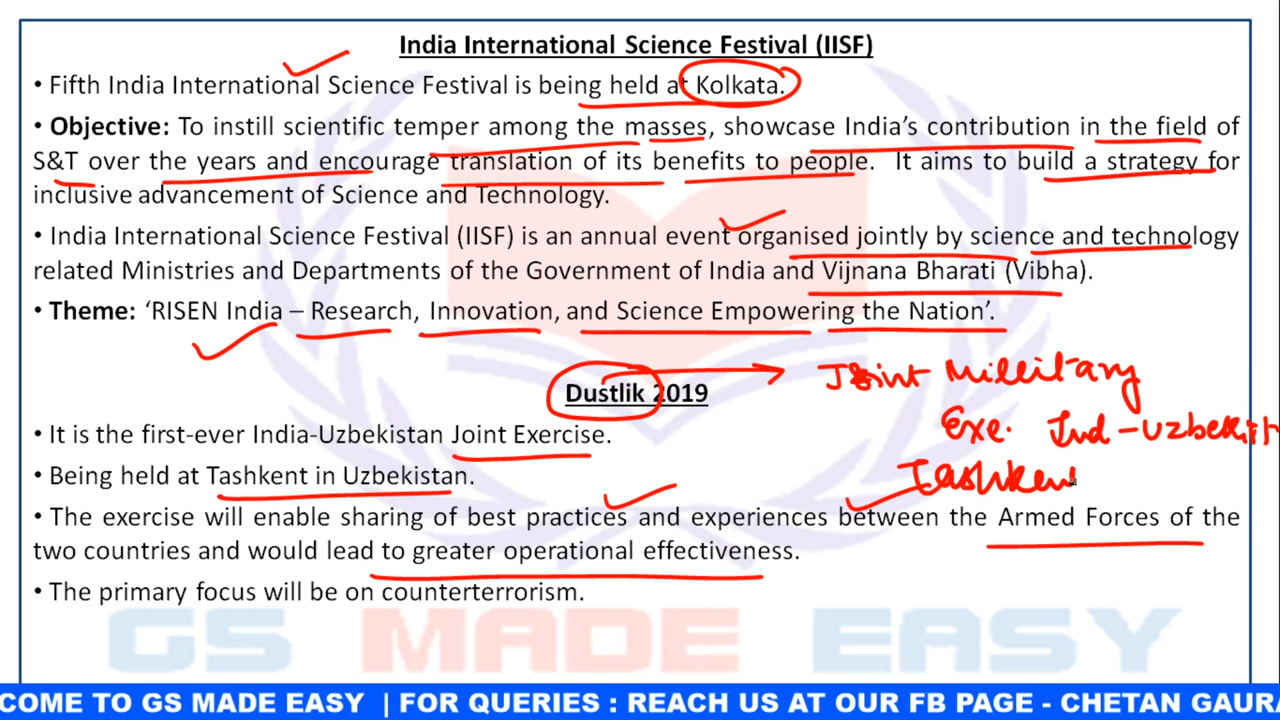 India International Science Festival (IISF)
• Fifth India International Science Festival is being held at Kolkata.
• Objective: To instill scientific temper among the masses, showcase India's contribution in the field of
S&T over the years and encourage translation of its benefits to people. It aims to build a strategy for
inclusive advancement of Science and Technology.
• India International Science Festival (IISF) is an annual event organised jointly by science and technology
related Ministries and Departments of the Government of India and Vijnana Bharati (Vibha).
• Theme: 'RISEN India – Research, Innovation, and Science Empowering the Nation'.
Dustlik 2019
Joint Millitary
Exe. Ind - Uzbekist
Tashken
• It is the first-ever India-Uzbekistan Joint Exercise.
• Being held at Tashkent in Uzbekistan.
• The exercise will enable sharing of best practices and experiences between the Armed Forces of the
two countries and would lead to greater operational effectiveness.
• The primary focus will be on counterterrorism.
GS MADE EASY
COME TO GS MADE EASY | FOR QUERIES : REACH US AT OUR FB PAGE - CHETAN GAURA